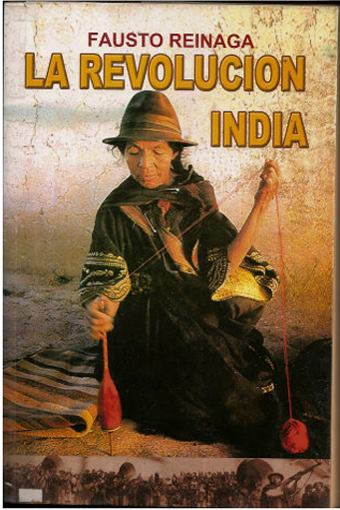 FAUSTO REINAGA
LA REVOLUCION
INDIA